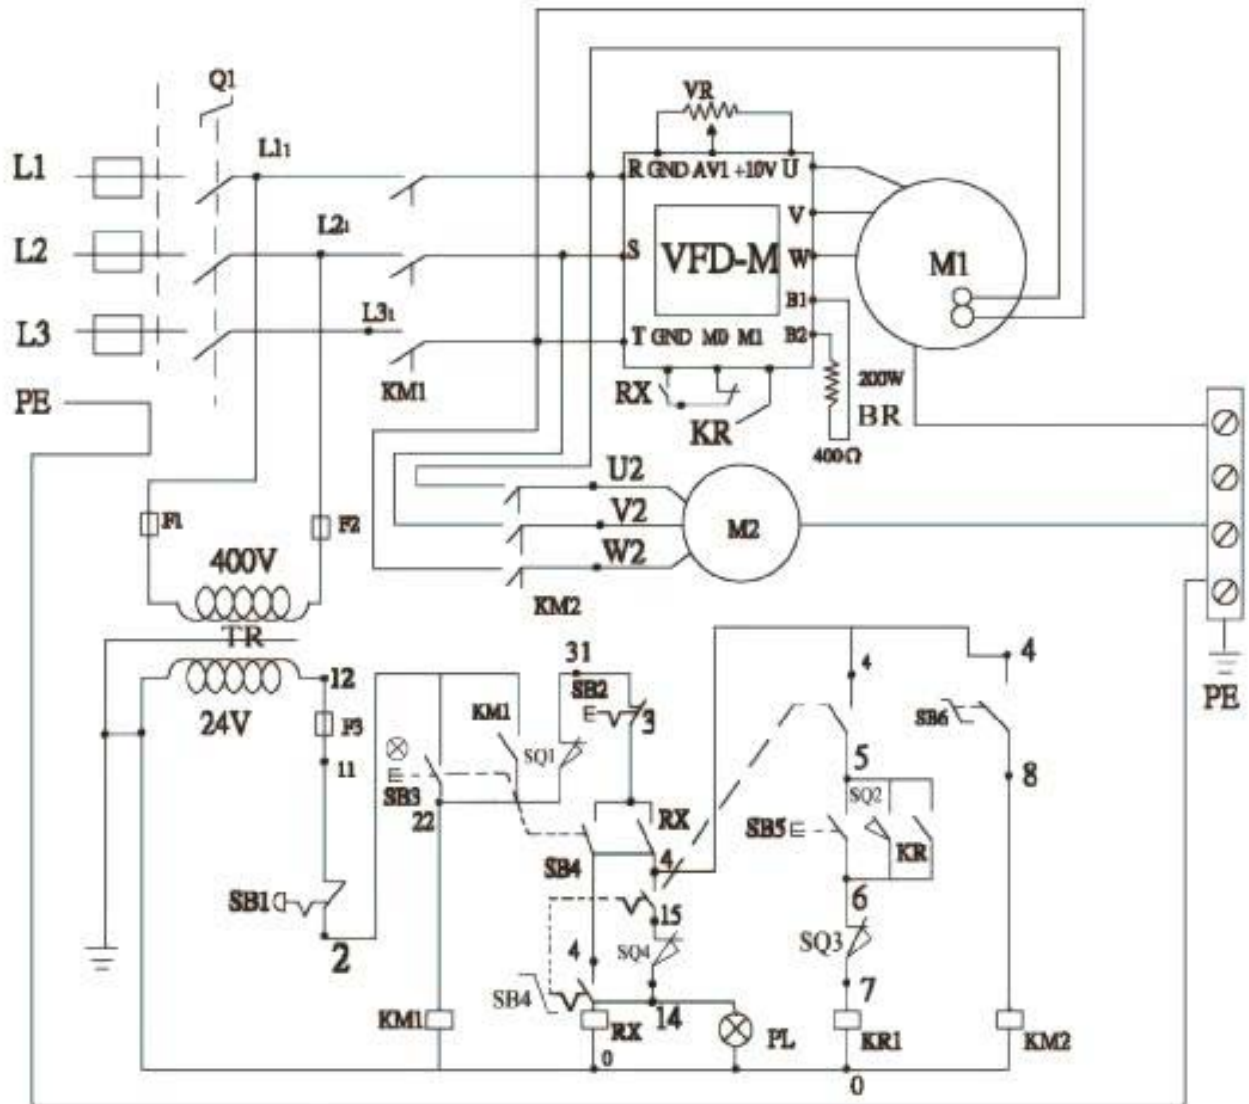 Q1
VR
L1
L1₁
R GND AV1 +10V U
L2
L2₁
V
S
VFD-M
W
M1
B1
L3
L3₁
T GND M0 M1
B2
KM1
PE
RX
200W
BR
KR
400Ω
U2
F1
F2
V2
M2
400V
W2
KM2
TR
31
4
4
12
SB2
24V
KM1
3
SB6
PE
F3
SQ1
5
11
8
SB3
SQ2
22
RX
SB5
KR
SB4
4
SB1
6
15
2
SQ4
SQ3
4
SB4
7
14
KM1
RX
PL
KR1
KM2
0
0